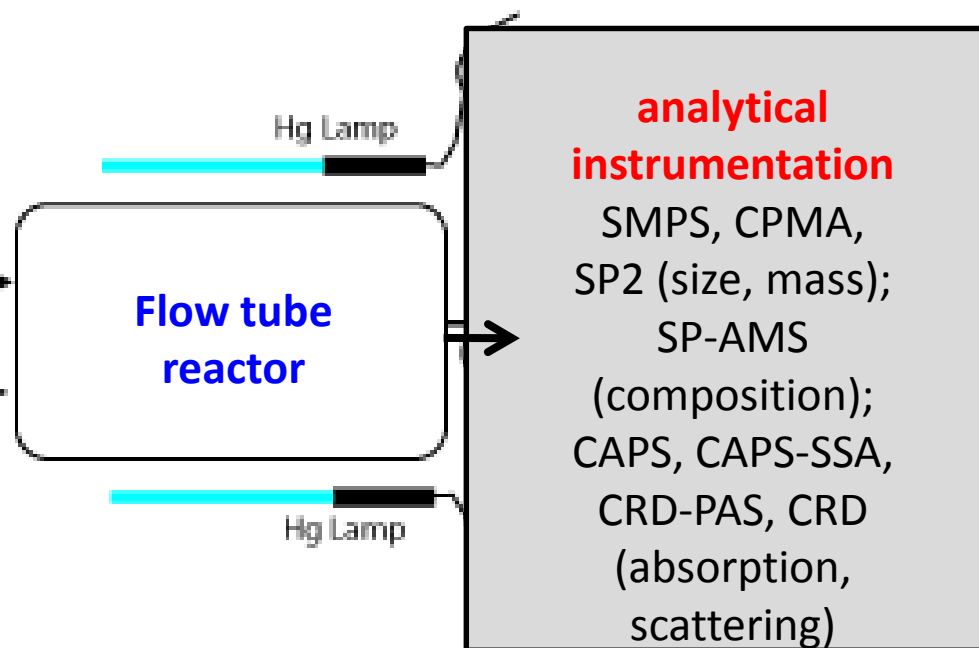 Hg Lamp
Flow tube
reactor
Hg Lamp
analytical
instrumentation
SMPS, CPMA,
SP2 (size, mass);
SP-AMS
(composition);
CAPS, CAPS-SSA,
CRD-PAS, CRD
(absorption,
scattering)